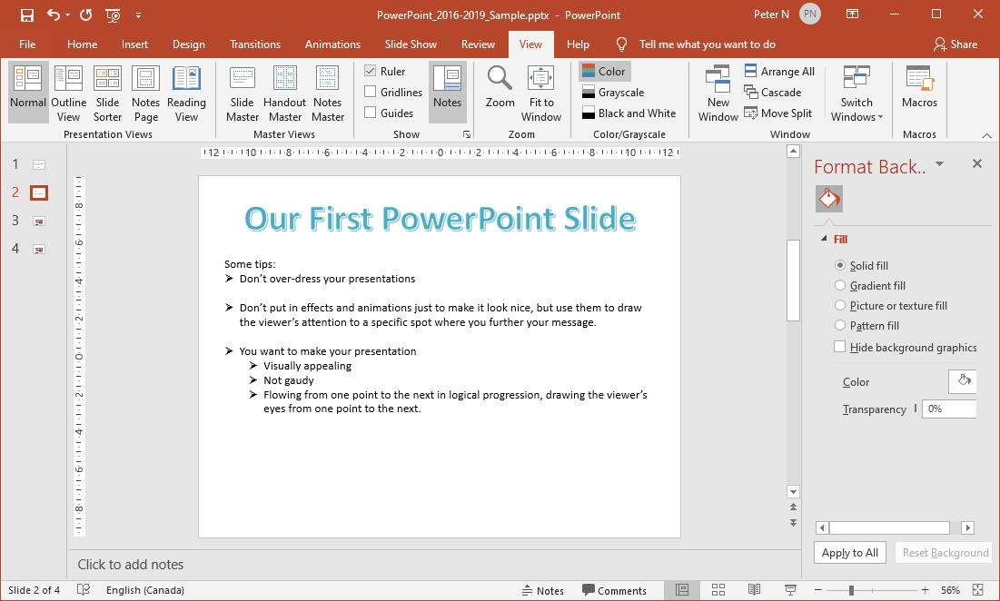 PowerPoint_2016-2019_Sample.pptx - PowerPoint
Peter N
PN
File Home Insert Design Transitions Animations Slide Show Review View Help Tell me what you want to do Share
Normal
Outline View
Slide Sorter
Notes Page
Reading View
Presentation Views
Slide Master
Handout Master
Notes Master
Master Views
Ruler
Gridlines
Guides
Notes
Show
Zoom
Fit to Window
Zoom
Color
Grayscale
Black and White
Color/Grayscale
New Window
Arrange All
Cascade
Move Split
Switch Windows
Window
Macros
Macros
12 10 8 6 4 2 0 2 4 6 8 10 12
8
6
4
2
0
2
4
6
8
1
2
3
4
Our First PowerPoint Slide
Some tips:
Don't over-dress your presentations
Don't put in effects and animations just to make it look nice, but use them to draw
the viewer's attention to a specific spot where you further your message.
You want to make your presentation
Visually appealing
Not gaudy
Flowing from one point to the next in logical progression, drawing the viewer's
eyes from one point to the next.
Click to add notes
Format Back..
Fill
Solid fill
Gradient fill
Picture or texture fill
Pattern fill
Hide background graphics
Color
Transparency 0%
Apply to All Reset Background
Slide 2 of 4 English (Canada) Notes Comments 56%